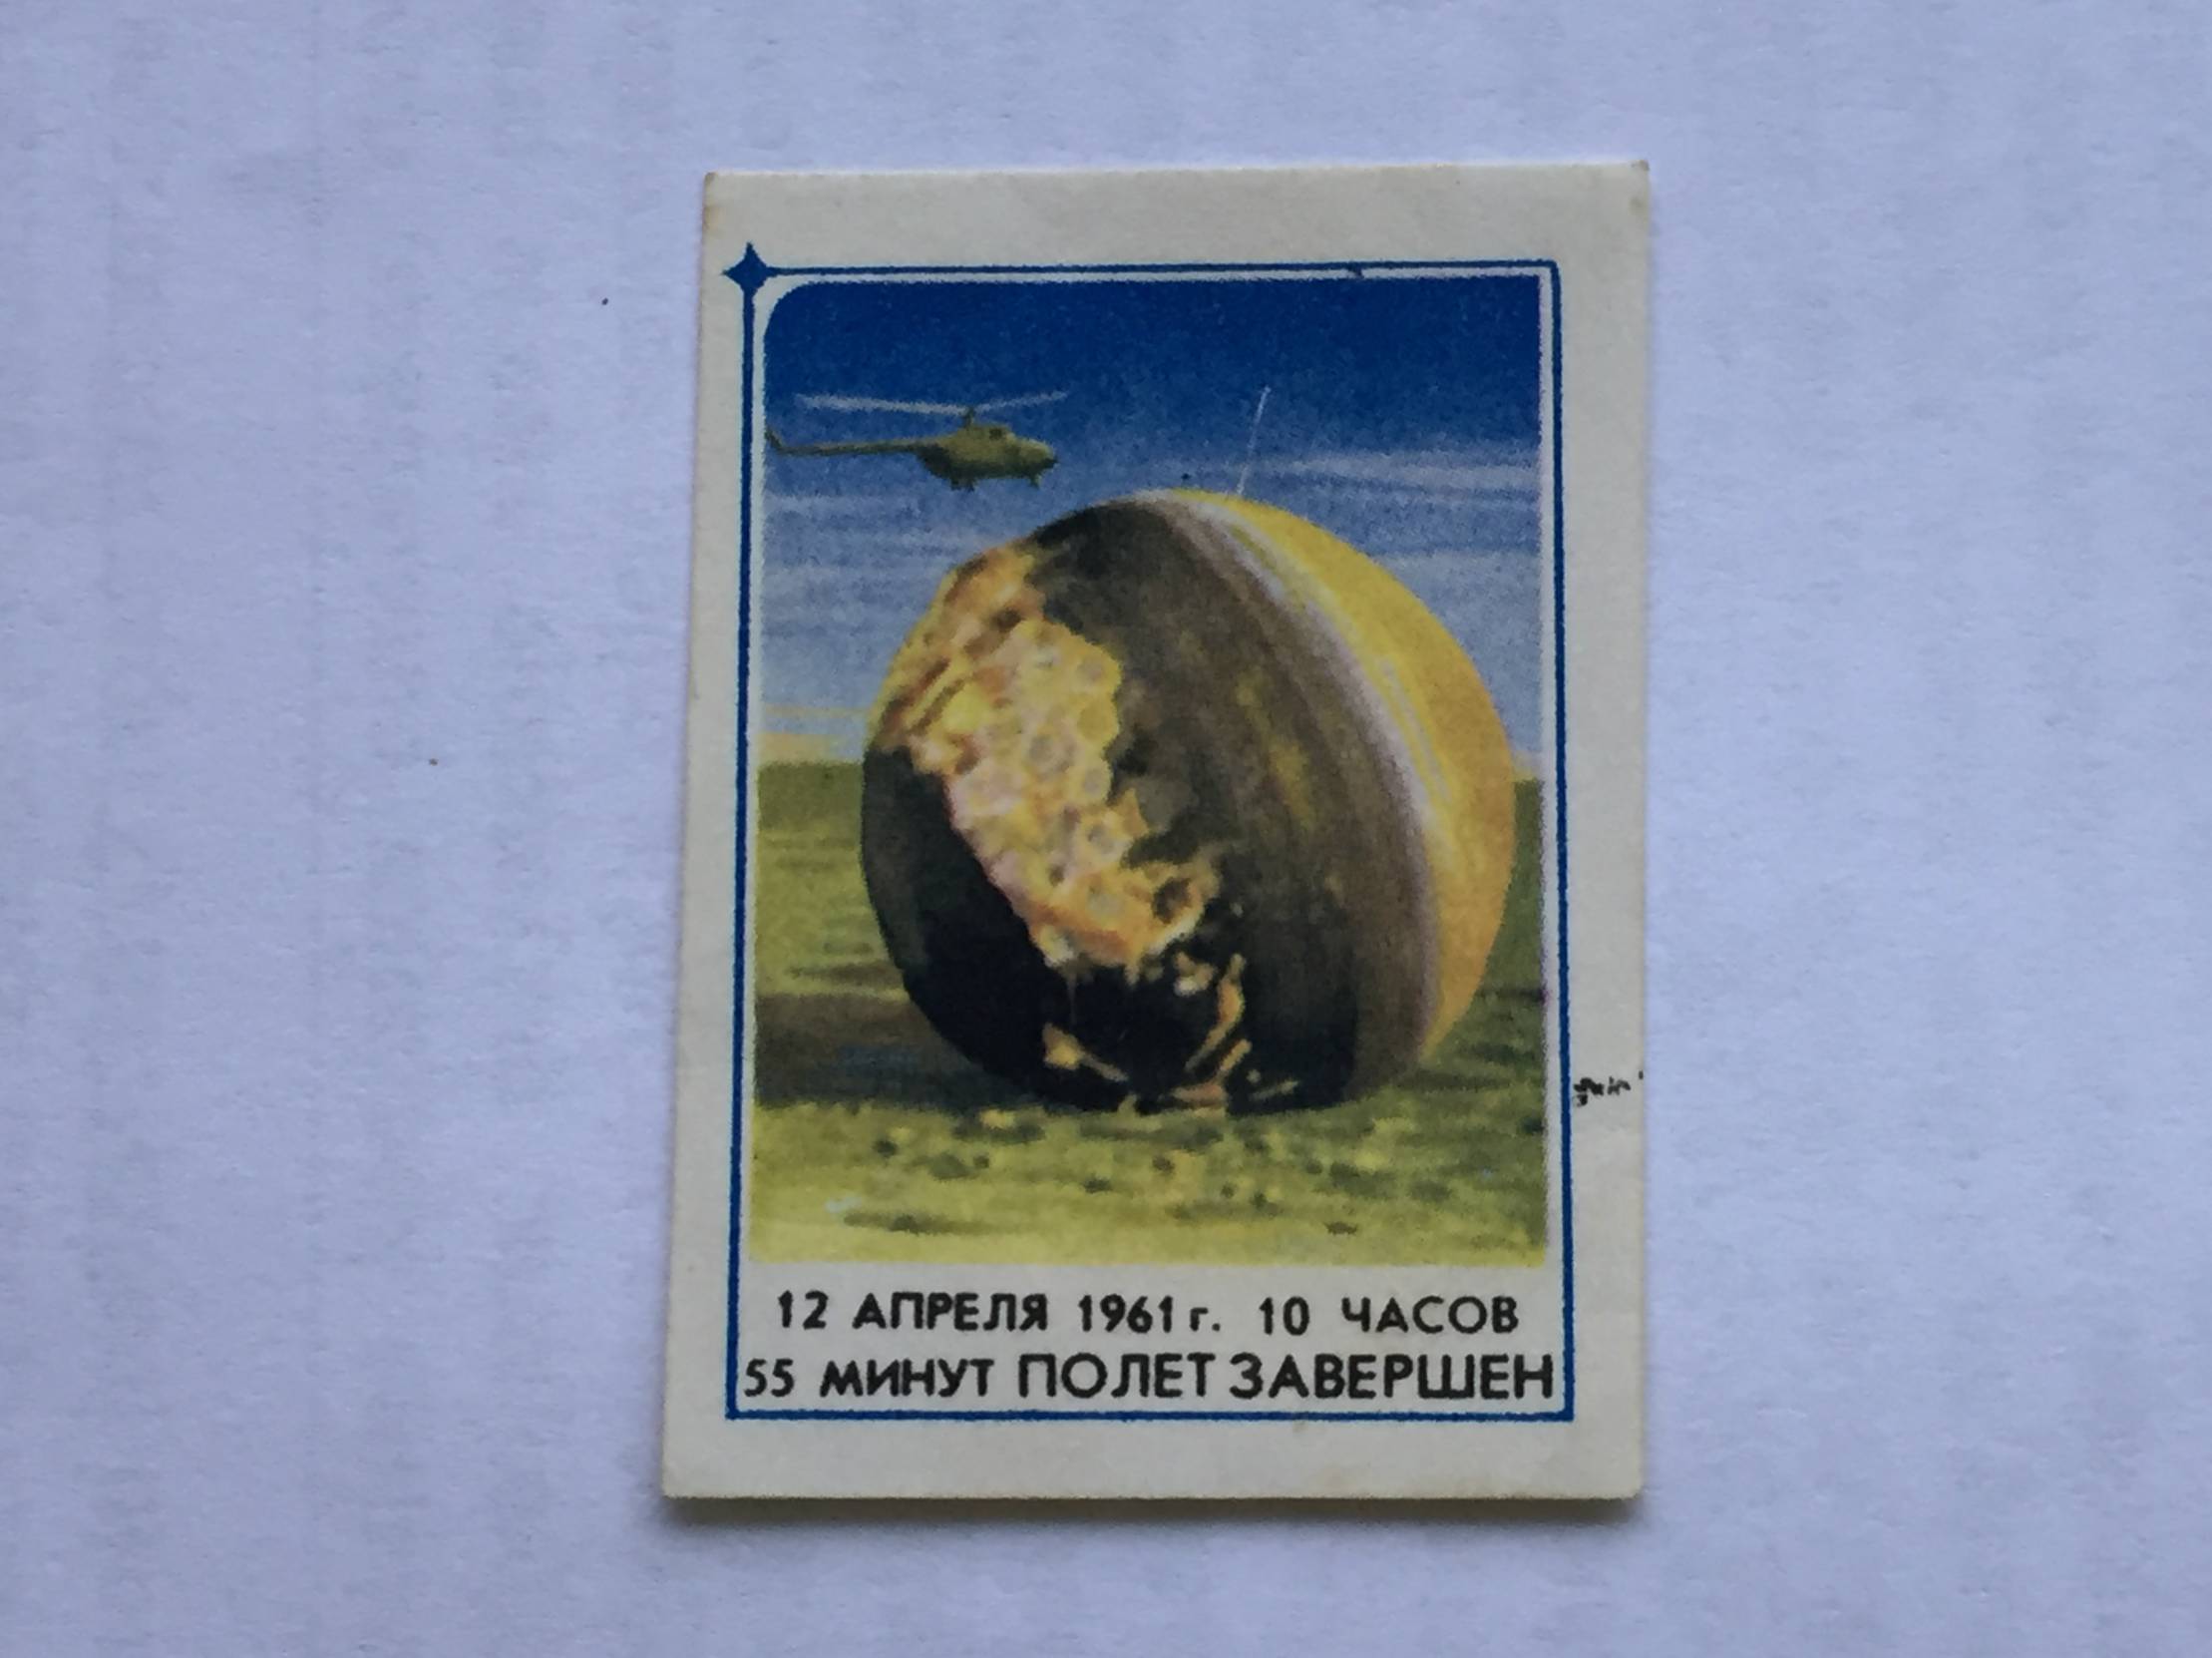 12 АПРЕЛЯ 1961 г. 10 ЧАСОВ
55 МИНУТ ПОЛЕТ ЗАВЕРШЕН